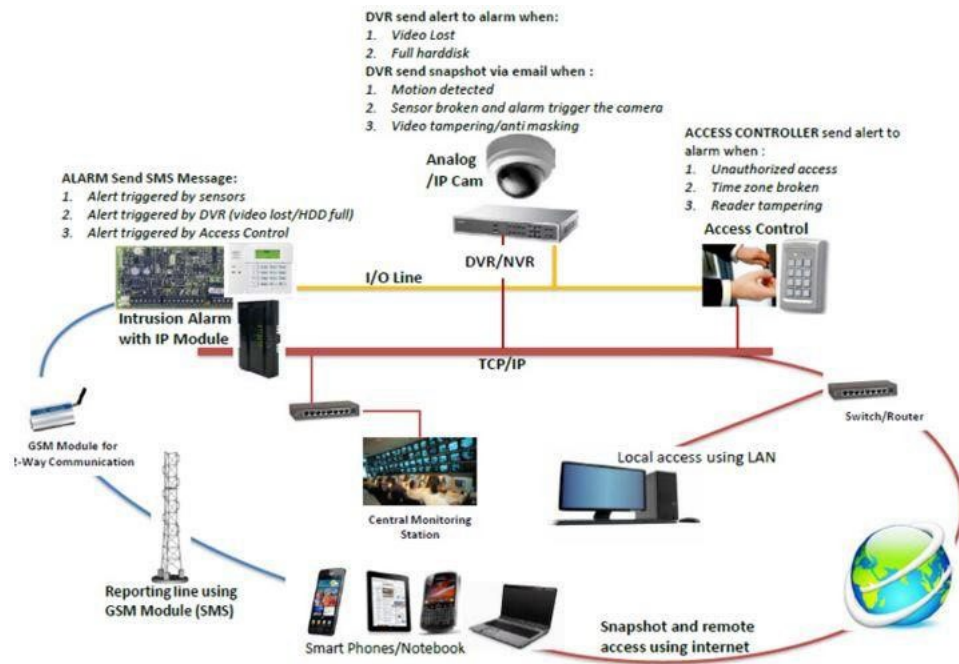 DVR send alert to alarm when:
1. Video Lost
2. Full harddisk
DVR send snapshot via email when :
1. Motion detected
2. Sensor broken and alarm trigger the camera
3. Video tampering/anti masking
ACCESS CONTROLLER send alert to
alarm when :
1. Unauthorized access
2. Time zone broken
3. Reader tampering
Access Control
Analog
/IP Cam
ALARM Send SMS Message:
1. Alert triggered by sensors
2. Alert triggered by DVR (video lost/HDD full)
3. Alert triggered by Access Control
DVR/NVR
I/O Line
Intrusion Alarm
with IP Module
TCP/IP
Switch/Router
GSM Module for
2-Way Communication
Local access using LAN
Central Monitoring
Station
Reporting line using
GSM Module (SMS)
Smart Phones/Notebook
Snapshot and remote
access using internet